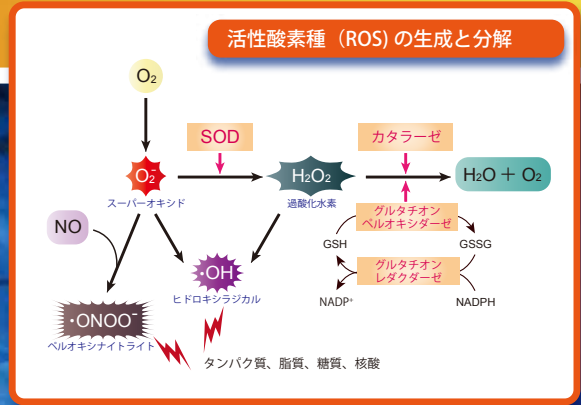 活性酸素種（ROS) の生成と分解
O₂
SOD
カタラーゼ
O₂⁻
スーパーオキシド
H₂O₂
過酸化水素
H₂O + O₂
NO
グルタチオン
ペルオキシダーゼ
GSH
GSSG
・OH
ヒドロキシラジカル
グルタチオン
レダクダーゼ
NADP⁺
NADPH
・ONOO⁻
ペルオキシナイトライト
タンパク質、脂質、糖質、核酸